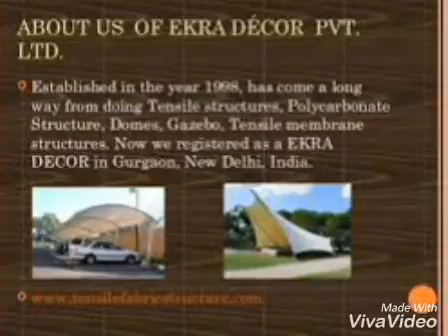 ABOUT US OF EKRA DÉCOR PVT.
LTD.
Established in the year 1998, has come a long
way from doing Tensile structures, Polycarbonate
Structure, Domes, Gazebo, Tensile membrane
structures. Now we registered as a EKRA
DECOR in Gurgaon, New Delhi, India.
www.tensilefabricstructure.com
Made With
VivaVideo